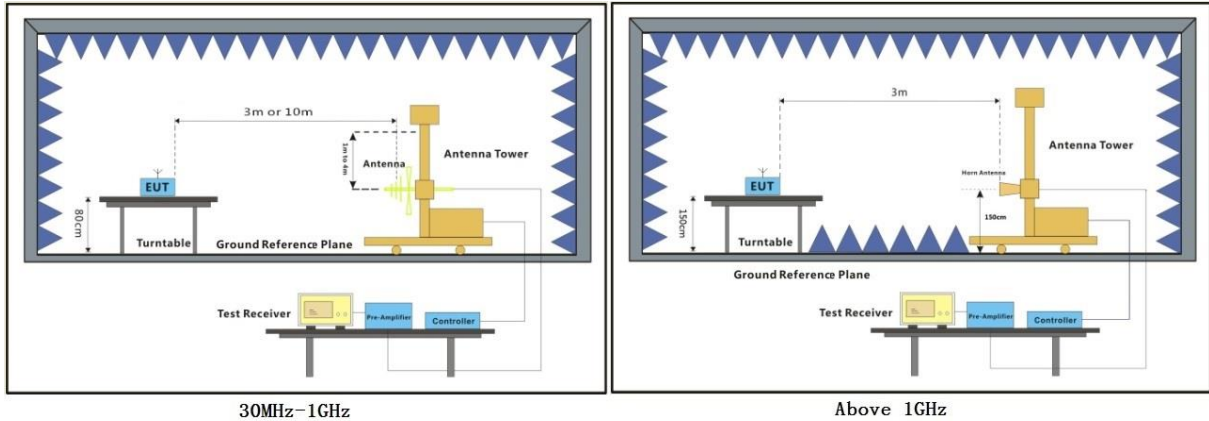 3m or 10m
1m to 4m
Antenna
Antenna Tower
EUT
80cm
Turntable
Ground Reference Plane
Test Receiver
Pre-Amplifier
Controller
30MHz-1GHz
3m
Antenna Tower
Horn Antenna
EUT
150cm
150cm
Turntable
Ground Reference Plane
Test Receiver
Pre-Amplifier
Controller
Above 1GHz